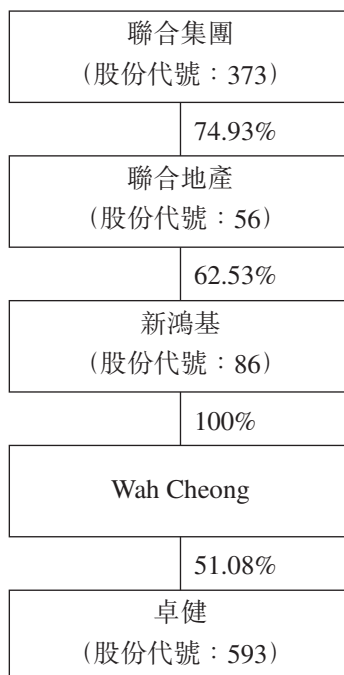 聯合集團
（股份代號：373）
74.93%
聯合地產
（股份代號：56）
62.53%
新鴻基
（股份代號：86）
100%
Wah Cheong
51.08%
卓健
（股份代號：593）